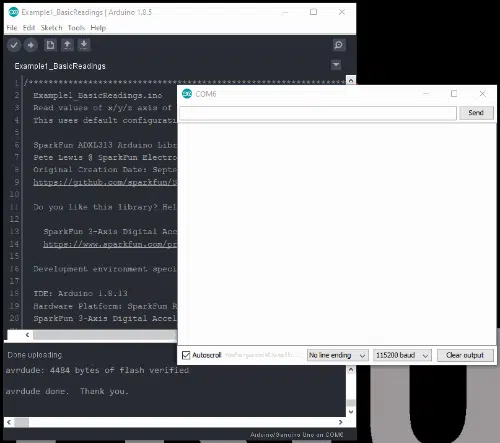 Example1_BasicReadings | Arduino 1.8.5
File Edit Sketch Tools Help
Example1_BasicReadings
1 /****************************************************************
2 Example1_BasicReadings.ino
3 Read values of x/y/z axis of
4 This uses default configurati
5
6 SparkFun ADXL313 Arduino Libr
7 Pete Lewis @ SparkFun Electro
8 Original Creation Date: Septe
9 https://github.com/sparkfun/S
10
11 Do you like this library? Hel
12
13 SparkFun 3-Axis Digital Acce
14 https://www.sparkfun.com/pr
15
16 Development environment speci
17
18 IDE: Arduino 1.8.13
19 Hardware Platform: SparkFun R
20 SparkFun 3-Axis Digital Accel
Done uploading.
avrdude: 4484 bytes of flash verified
avrdude done. Thank you.
Arduino/Genuino Uno on COM6
COM6
Send
Autoscroll
No line ending
115200 baud
Clear output